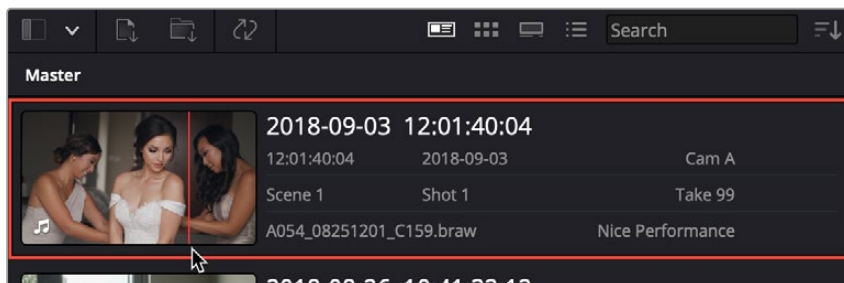 Search
Master
2018-09-03 12:01:40:04
12:01:40:04 2018-09-03 Cam A
Scene 1 Shot 1 Take 99
A054_08251201_C159.braw Nice Performance